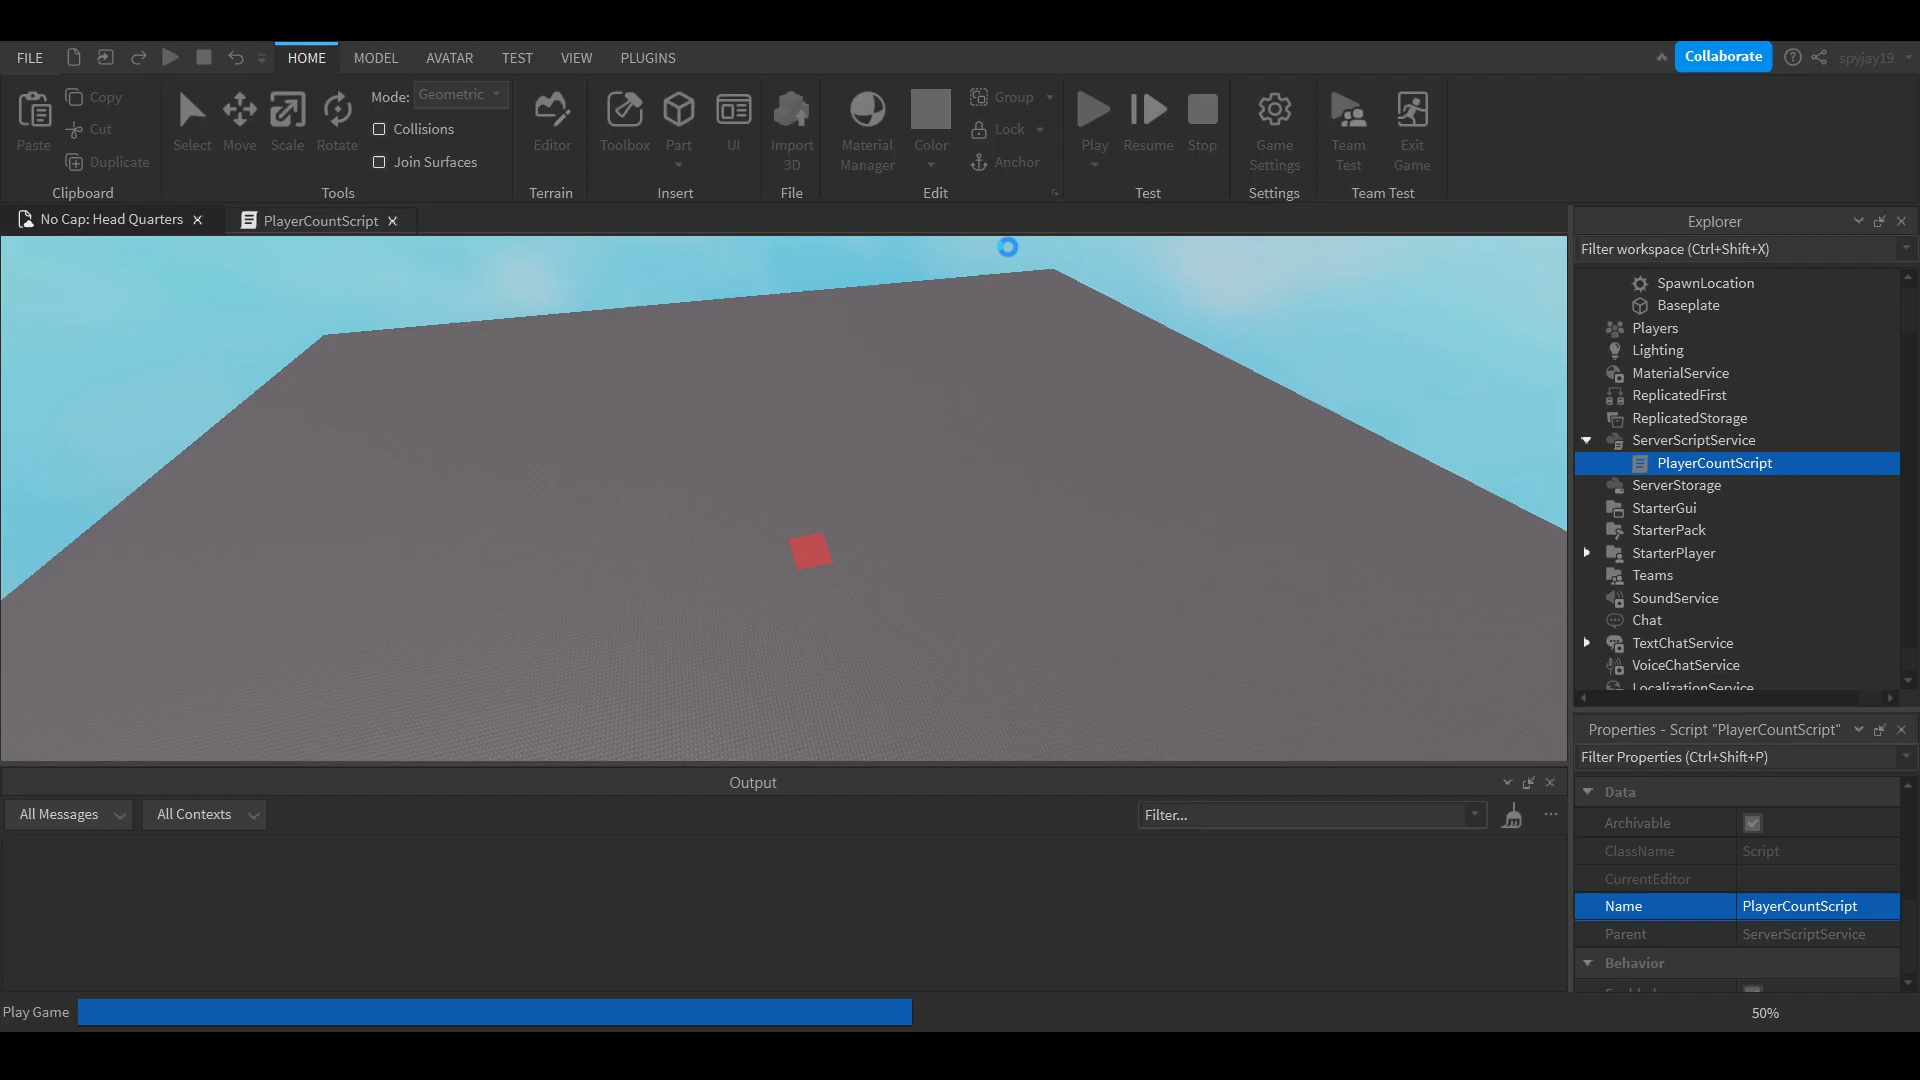 FILE HOME MODEL AVATAR TEST VIEW PLUGINS Collaborate spyjay19
Paste Copy Cut Duplicate Clipboard
Select Move Scale Rotate Mode: Geometric Collisions Join Surfaces Tools
Editor Terrain
Toolbox Part UI Insert
Import 3D File
Material Manager Color Group Lock Anchor Edit
Play Resume Stop Test
Game Settings Settings
Team Test Exit Game Team Test
No Cap: Head Quarters PlayerCountScript
Explorer
Filter workspace (Ctrl+Shift+X)
SpawnLocation
Baseplate
Players
Lighting
MaterialService
ReplicatedFirst
ReplicatedStorage
ServerScriptService
PlayerCountScript
ServerStorage
StarterGui
StarterPack
StarterPlayer
Teams
SoundService
Chat
TextChatService
VoiceChatService
LocalizationService
Properties - Script "PlayerCountScript"
Filter Properties (Ctrl+Shift+P)
Data
Archivable
ClassName Script
CurrentEditor
Name PlayerCountScript
Parent ServerScriptService
Behavior
Output
All Messages All Contexts Filter...
Play Game 50%